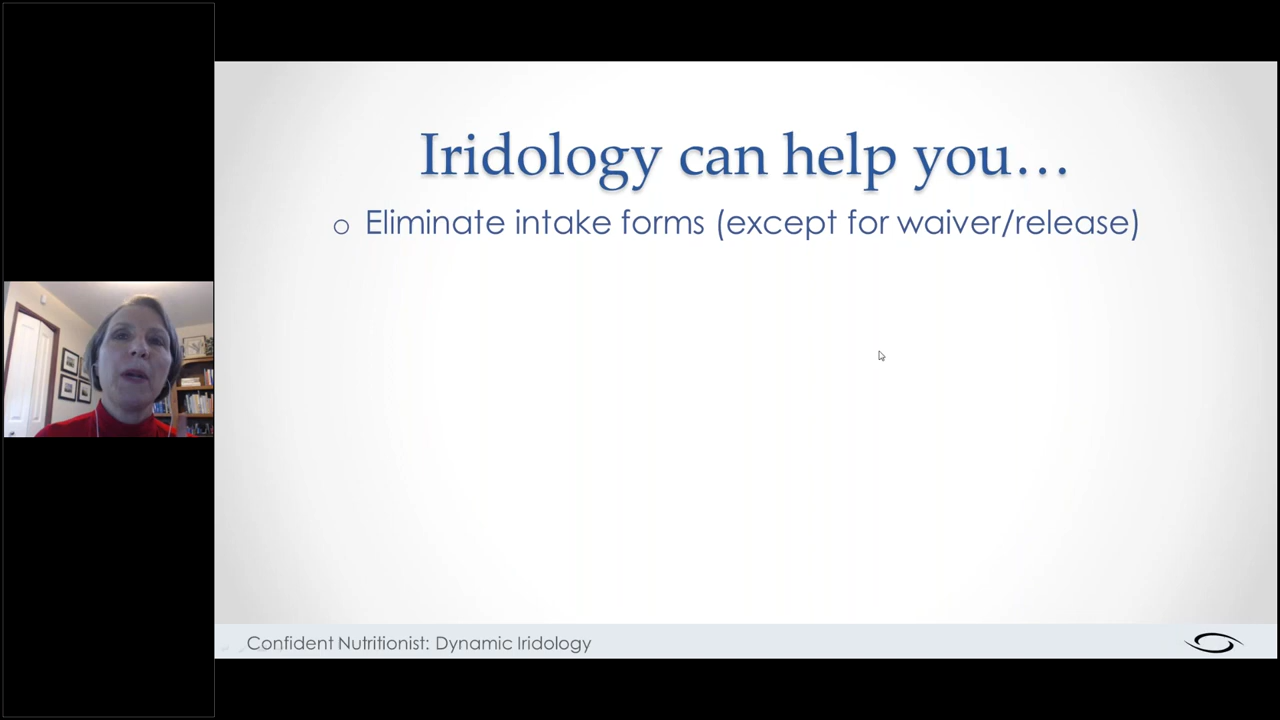 Iridology can help you…
o Eliminate intake forms (except for waiver/release)
Confident Nutritionist: Dynamic Iridology